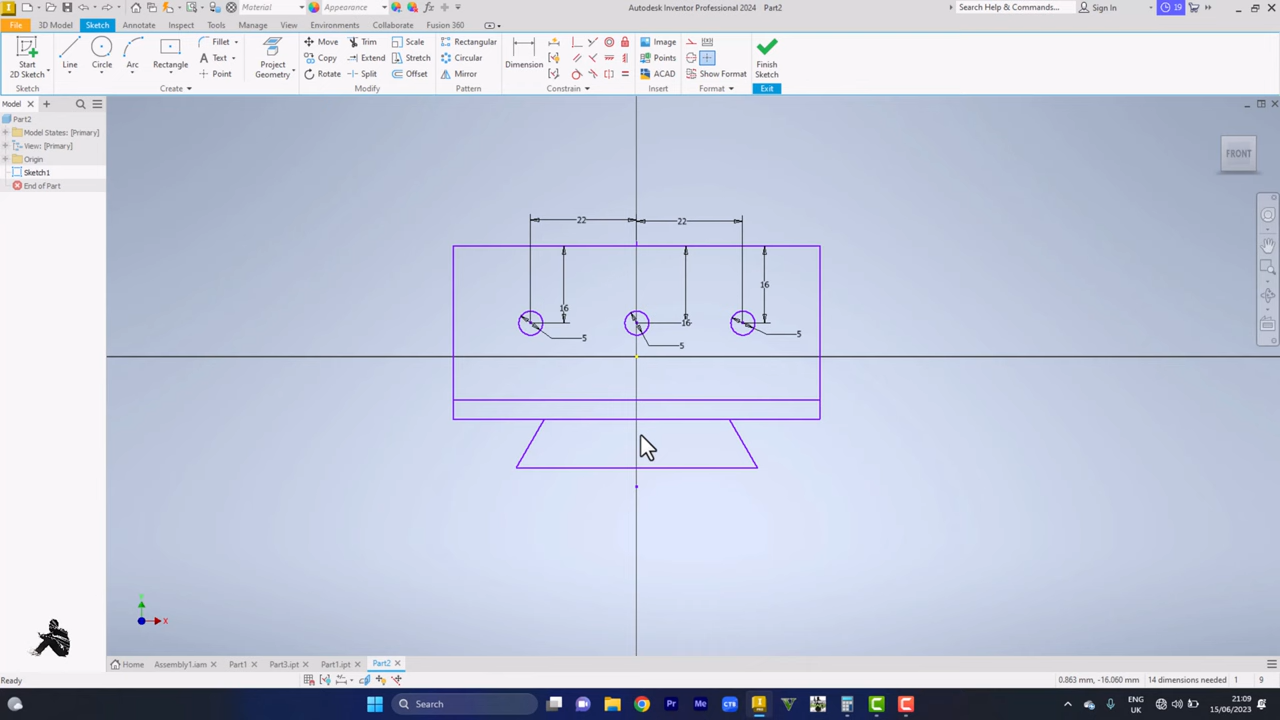 Material
Appearance
Autodesk Inventor Professional 2024 Part2
Search Help & Commands...
Sign In
19
File
3D Model
Sketch
Annotate
Inspect
Tools
Manage
View
Environments
Collaborate
Fusion 360
Start
2D Sketch
Line
Circle
Arc
Rectangle
Fillet
Text
Point
Project
Geometry
Move
Copy
Rotate
Trim
Extend
Split
Scale
Stretch
Offset
Rectangular
Circular
Mirror
Dimension
Image
Points
ACAD
Show Format
Finish
Sketch
Sketch
Create
Modify
Pattern
Constrain
Insert
Format
Exit
Model
Part2
Model States: [Primary]
View: [Primary]
Origin
Sketch1
End of Part
FRONT
22
22
16
16
16
5
5
5
X
Home
Assembly1.iam
Part1
Part3.ipt
Part1.ipt
Part2
Ready
0.863 mm, -16.060 mm
14 dimensions needed
1
9
Search
Pr
Me
CTB
ENG
UK
21:09
15/06/2023